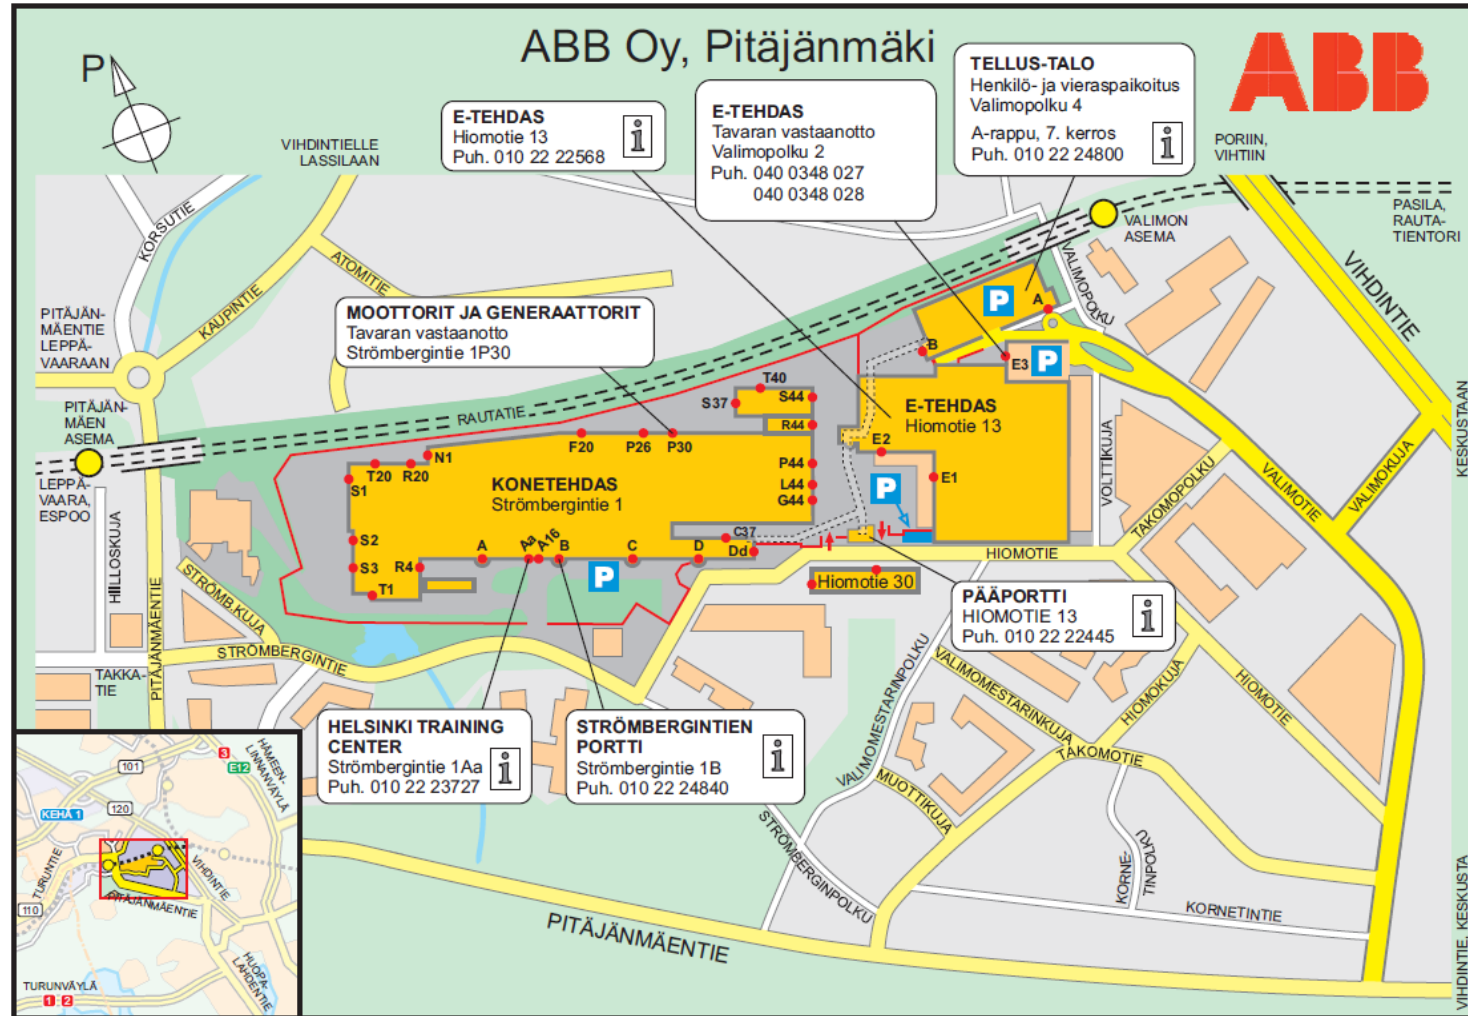 ABB Oy, Pitäjänmäki
ABB
P
E-TEHDAS
Hiomotie 13
Puh. 010 22 22568
i
E-TEHDAS
Tavaran vastaanotto
Valimopolku 2
Puh. 040 0348 027
040 0348 028
TELLUS-TALO
Henkilö- ja vieraspaikoitus
Valimopolku 4
A-rappu, 7. kerros
Puh. 010 22 24800
i
VIHDINTIELLE
LASSILAAN
PORIIN,
VIHTIIN
PASILA,
RAUTA-
TIENTORI
VALIMON
ASEMA
VIHDINTIE
KORSUTIE
ATOMITIE
KAUPINTIE
VALIMOPOLKU
PITÄJÄN-
MÄENTIE
LEPPÄ-
VAARAAN
MOOTTORIT JA GENERAATTORIT
Tavaran vastaanotto
Strömbergintie 1P30
P
A
B
E3
P
PITÄJÄN-
MÄEN
ASEMA
RAUTATIE
T40
S37
S44
R44
E-TEHDAS
Hiomotie 13
KESKUSTAAN
F20
P26
P30
N1
T20
R20
S1
E2
E1
P44
L44
G44
KONETEHDAS
Strömbergintie 1
P
LEPPÄ-
VAARA,
ESPOO
VOLTTIKUJA
TAKOMOPOLKU
VALIMOTIE
VALIMOKUJA
HIILLOSKUJA
S2
S3
R4
T1
A
Aa
A16
B
C
D
C37
Dd
P
HIOMOTIE
Hiomotie 30
PÄÄPORTTI
HIOMOTIE 13
Puh. 010 22 22445
i
STRÖMB.KUJA
STRÖMBERGINTIE
PITÄJÄNMÄENTIE
TAKKA-
TIE
VALIMOMESTARINPOLKU
VALIMOMESTARINKUJA
HIOMOKUJA
HIOMOTIE
TAKOMOTIE
MUOTTIKUJA
HELSINKI TRAINING
CENTER
Strömbergintie 1Aa
Puh. 010 22 23727
i
STRÖMBERGINTIEN
PORTTI
Strömbergintie 1B
Puh. 010 22 24840
i
STRÖMBERGINPOLKU
KORNE-
TINPOLKU
KORNETINTIE
PITÄJÄNMÄENTIE
VIHDINTIE, KESKUSTA
3
E12
HÄMEEN-
LINNANVÄYLÄ
101
120
KEHÄ 1
TURUNTIE
VIHDINTIE
PITÄJÄNMÄENTIE
110
HUOPA-
LAHDENTIE
TURUNVÄYLÄ
1
2